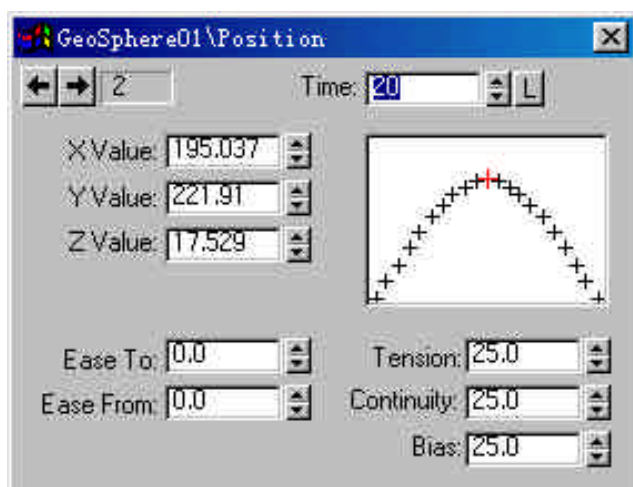 GeoSphere01\Position
2 Time: 20 L
X Value: 195.037
Y Value: 221.91
Z Value: 17.529
Ease To: 0.0 Tension: 25.0
Ease From: 0.0 Continuity: 25.0
Bias: 25.0